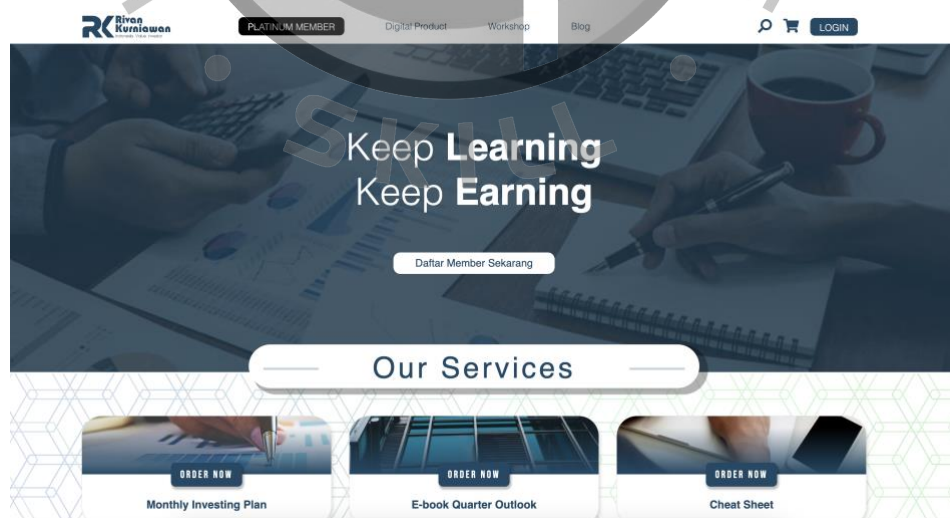 Rivan
Kurniawan
PLATINUM MEMBER
Digital Product
Workshop
Blog
LOGIN
SKILL
Keep Learning
Keep Earning
Daftar Member Sekarang
Our Services
ORDER NOW
ORDER NOW
ORDER NOW
Monthly Investing Plan
E-book Quarter Outlook
Cheat Sheet